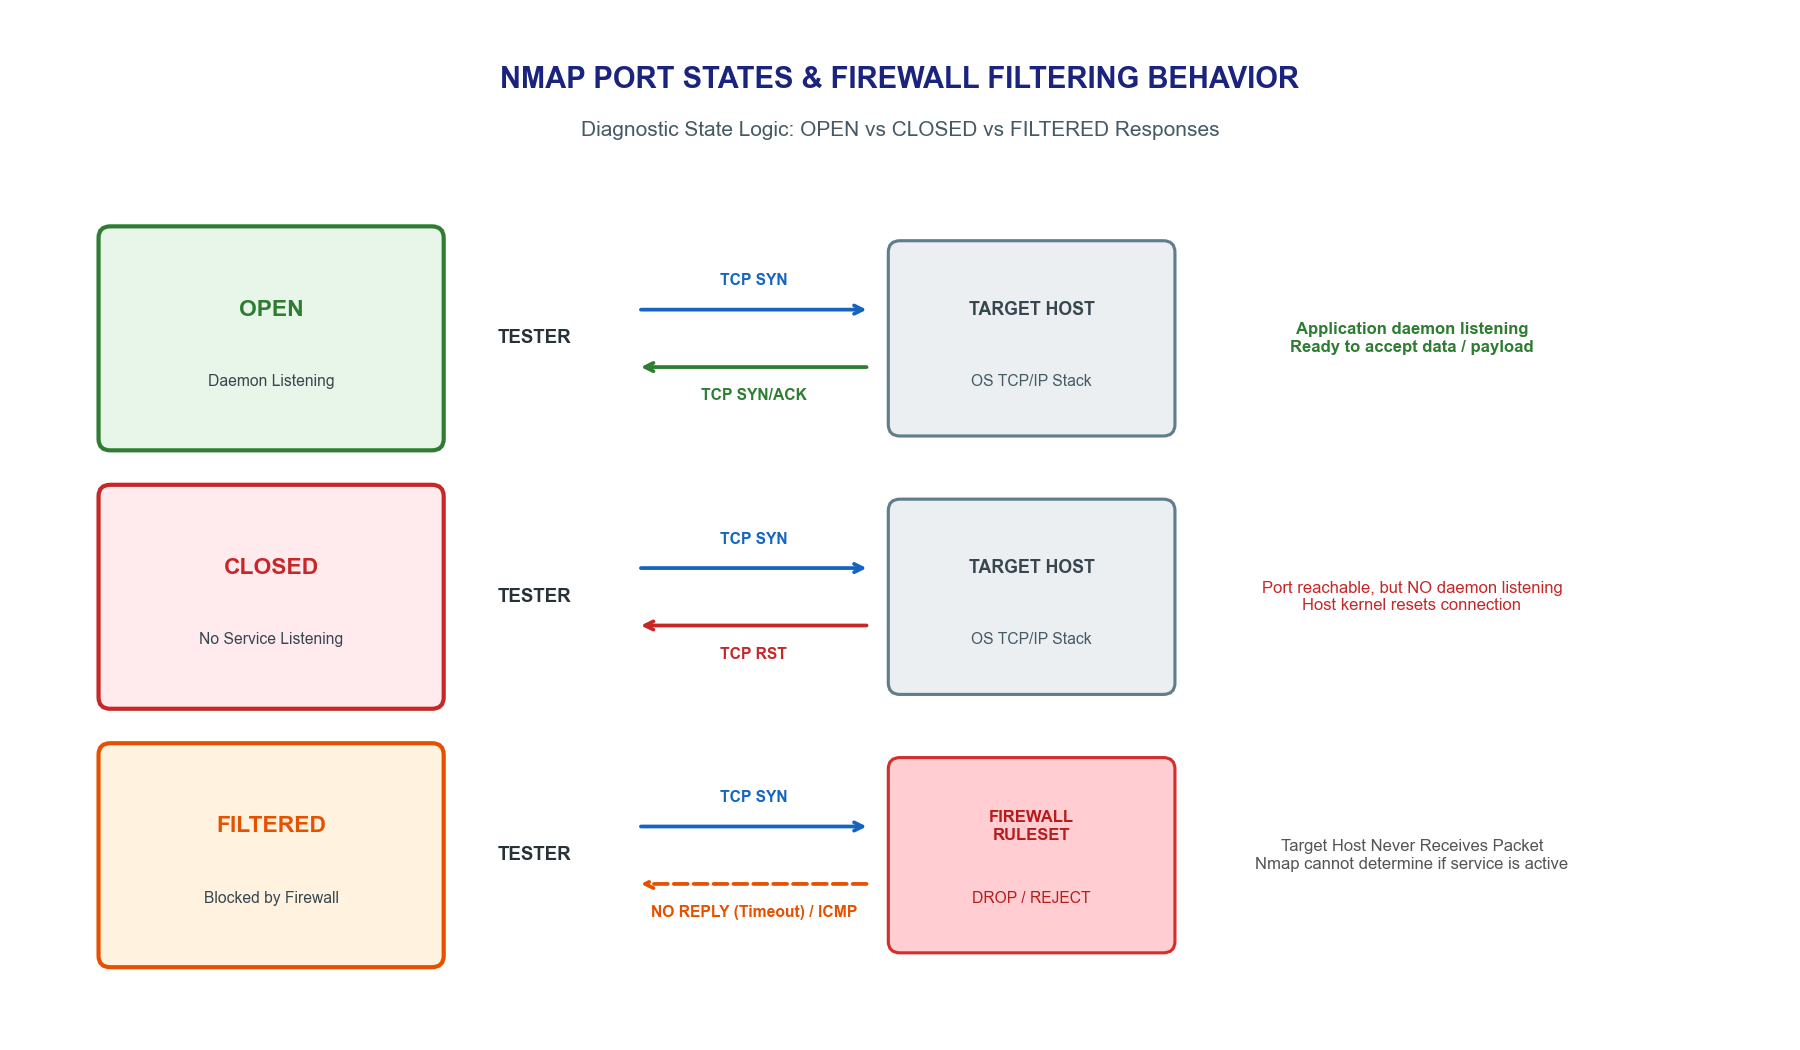 NMAP PORT STATES & FIREWALL FILTERING BEHAVIOR
Diagnostic State Logic: OPEN vs CLOSED vs FILTERED Responses
OPEN
Daemon Listening
TESTER
TCP SYN
TCP SYN/ACK
TARGET HOST
OS TCP/IP Stack
Application daemon listening
Ready to accept data / payload
CLOSED
No Service Listening
TESTER
TCP SYN
TCP RST
TARGET HOST
OS TCP/IP Stack
Port reachable, but NO daemon listening
Host kernel resets connection
FILTERED
Blocked by Firewall
TESTER
TCP SYN
NO REPLY (Timeout) / ICMP
FIREWALL
RULESET
DROP / REJECT
Target Host Never Receives Packet
Nmap cannot determine if service is active